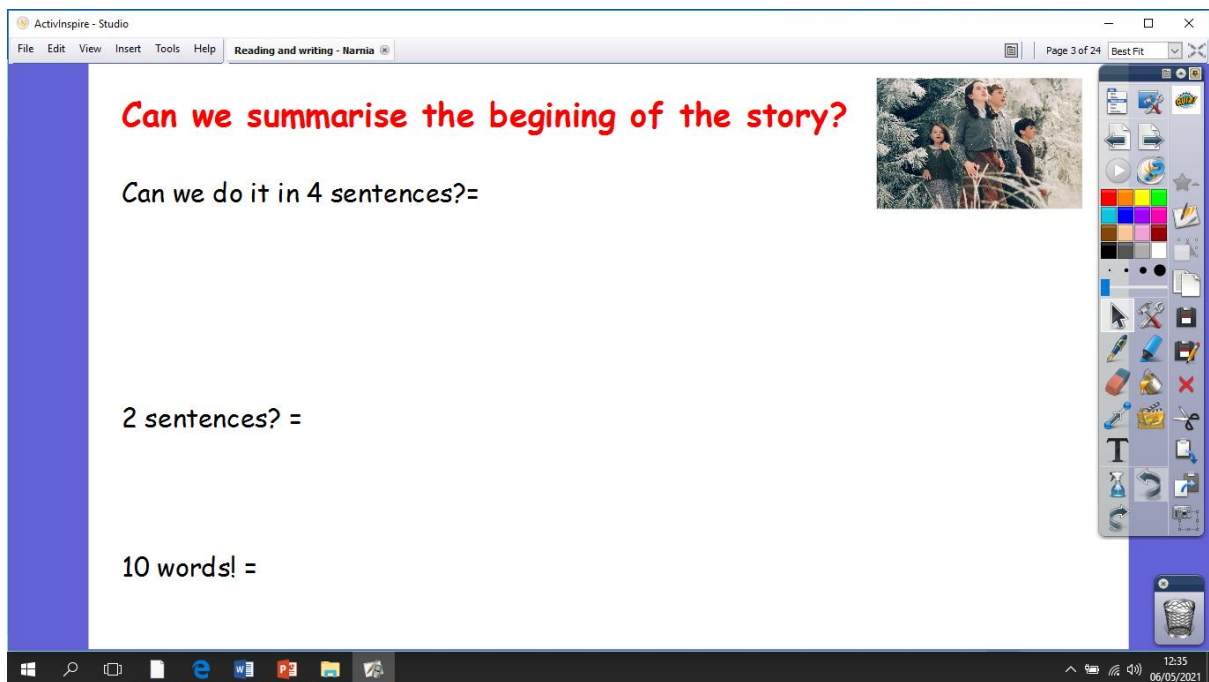 ActivInspire - Studio
File Edit View Insert Tools Help Reading and writing - Narnia Page 3 of 24 Best Fit
QUIZ
Can we summarise the begining of the story?
Can we do it in 4 sentences?=
2 sentences? =
10 words! =
T
12:35
06/05/2021